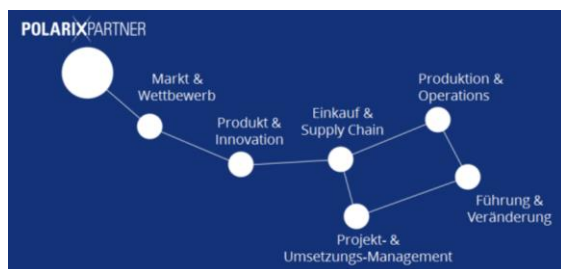 POLARIXPARTNER
Markt &
Wettbewerb
Produkt &
Innovation
Einkauf &
Supply Chain
Produktion &
Operations
Führung &
Veränderung
Projekt- &
Umsetzungs-Management